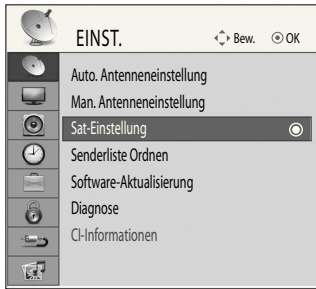 EINST. Bew. OK
Auto. Antenneneinstellung
Man. Antenneneinstellung
Sat-Einstellung
Senderliste Ordnen
Software-Aktualisierung
Diagnose
CI-Informationen